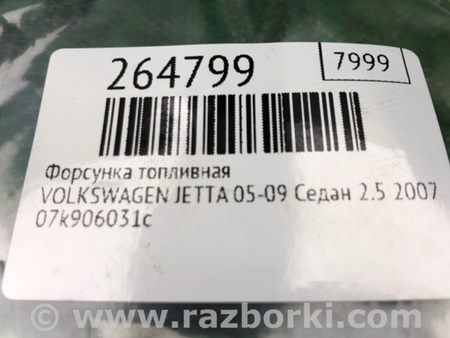 264799
7999
Форсунка топливная
VOLKSWAGEN JETTA 05-09 Седан 2.5 2007
07k906031c
www.razborki.com